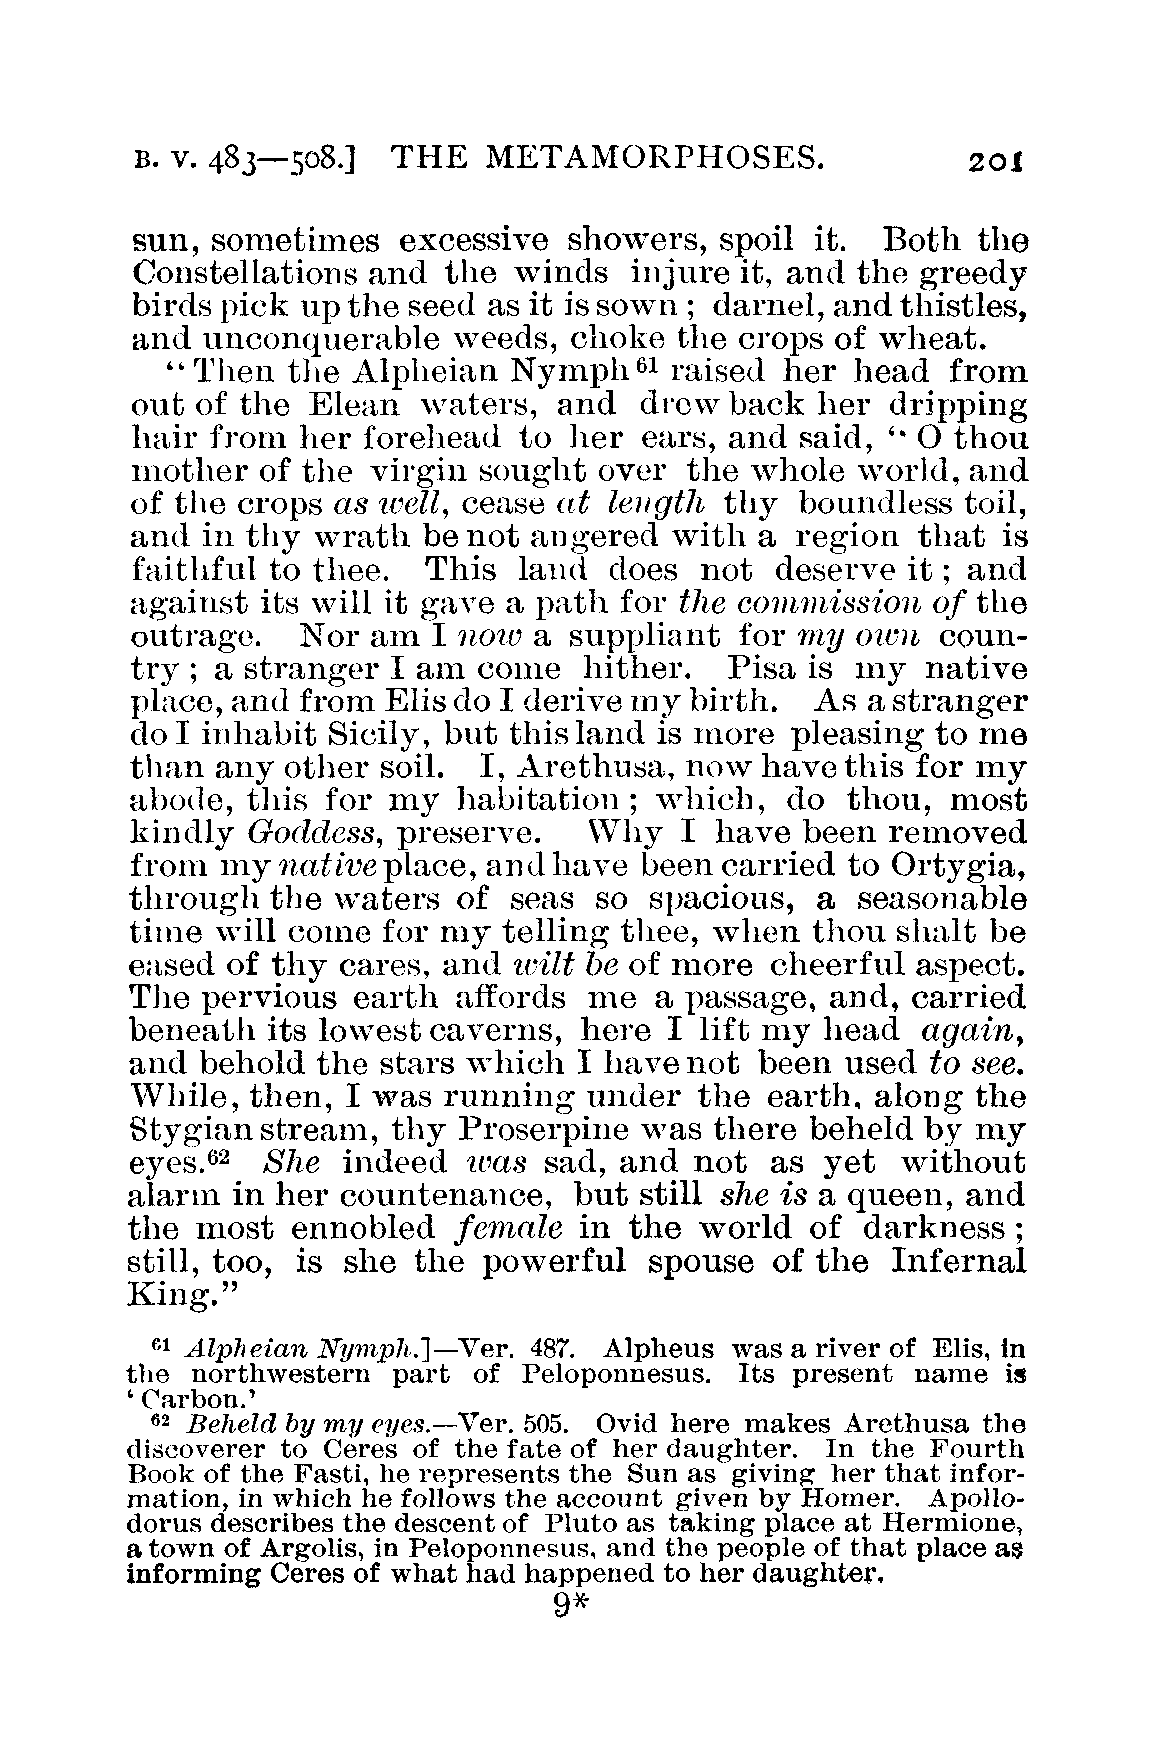 B. V. 483—508.] THE METAMORPHOSES. 201
sun, sometimes excessive showers, spoil it. Both the
Constellations and the winds injure it, and the greedy
birds pick up the seed as it is sown ; darnel, and thistles,
and unconquerable weeds, choke the crops of wheat.
“ Then the Alpheian Nymph⁶¹ raised her head from
out of the Elean waters, and drew back her dripping
hair from her forehead to her ears, and said, “ O thou
mother of the virgin sought over the whole world, and
of the crops as well, cease at length thy boundless toil,
and in thy wrath be not angered with a region that is
faithful to thee. This land does not deserve it ; and
against its will it gave a path for the commission of the
outrage. Nor am I now a suppliant for my own coun-
try ; a stranger I am come hither. Pisa is my native
place, and from Elis do I derive my birth. As a stranger
do I inhabit Sicily, but this land is more pleasing to me
than any other soil. I, Arethusa, now have this for my
abode, this for my habitation ; which, do thou, most
kindly Goddess, preserve. Why I have been removed
from my native place, and have been carried to Ortygia,
through the waters of seas so spacious, a seasonable
time will come for my telling thee, when thou shalt be
eased of thy cares, and wilt be of more cheerful aspect.
The pervious earth affords me a passage, and, carried
beneath its lowest caverns, here I lift my head again,
and behold the stars which I have not been used to see.
While, then, I was running under the earth, along the
Stygian stream, thy Proserpine was there beheld by my
eyes.⁶² She indeed was sad, and not as yet without
alarm in her countenance, but still she is a queen, and
the most ennobled female in the world of darkness ;
still, too, is she the powerful spouse of the Infernal
King.”
⁶¹ Alpheian Nymph.]—Ver. 487. Alpheus was a river of Elis, in
the northwestern part of Peloponnesus. Its present name is
‘ Carbon.’
⁶² Beheld by my eyes.—Ver. 505. Ovid here makes Arethusa the
discoverer to Ceres of the fate of her daughter. In the Fourth
Book of the Fasti, he represents the Sun as giving her that infor-
mation, in which he follows the account given by Homer. Apollo-
dorus describes the descent of Pluto as taking place at Hermione,
a town of Argolis, in Peloponnesus, and the people of that place as
informing Ceres of what had happened to her daughter.
9*